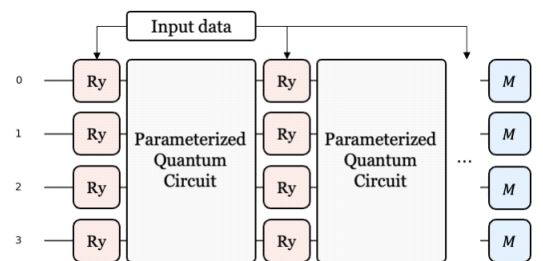 Input data
0 Ry Ry M
1 Ry Ry M
Parameterized Quantum Circuit
Parameterized Quantum Circuit
...
2 Ry Ry M
3 Ry Ry M